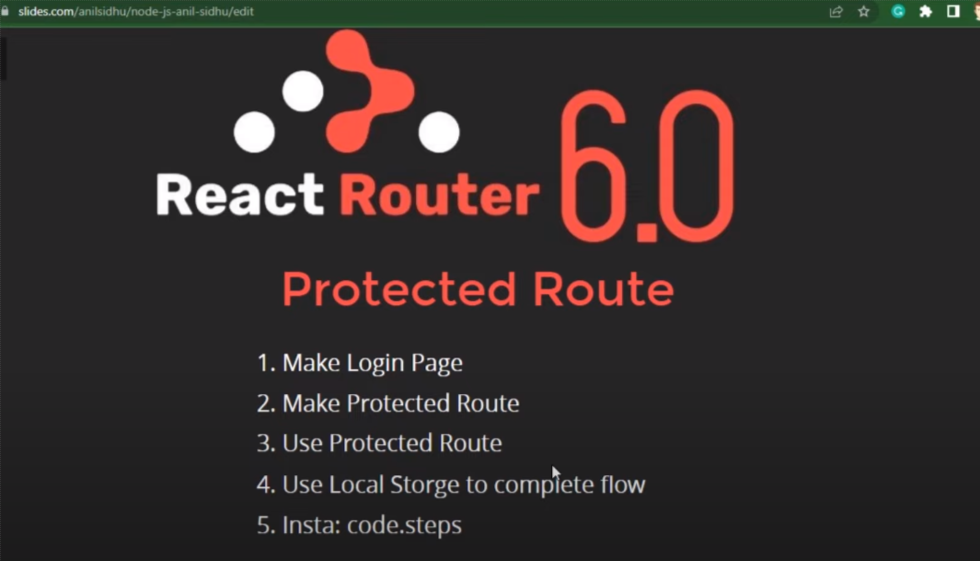 slides.com/anilsidhu/node-js-anil-sidhu/edit
React Router 6.0
Protected Route
1. Make Login Page
2. Make Protected Route
3. Use Protected Route
4. Use Local Storge to complete flow
5. Insta: code.steps